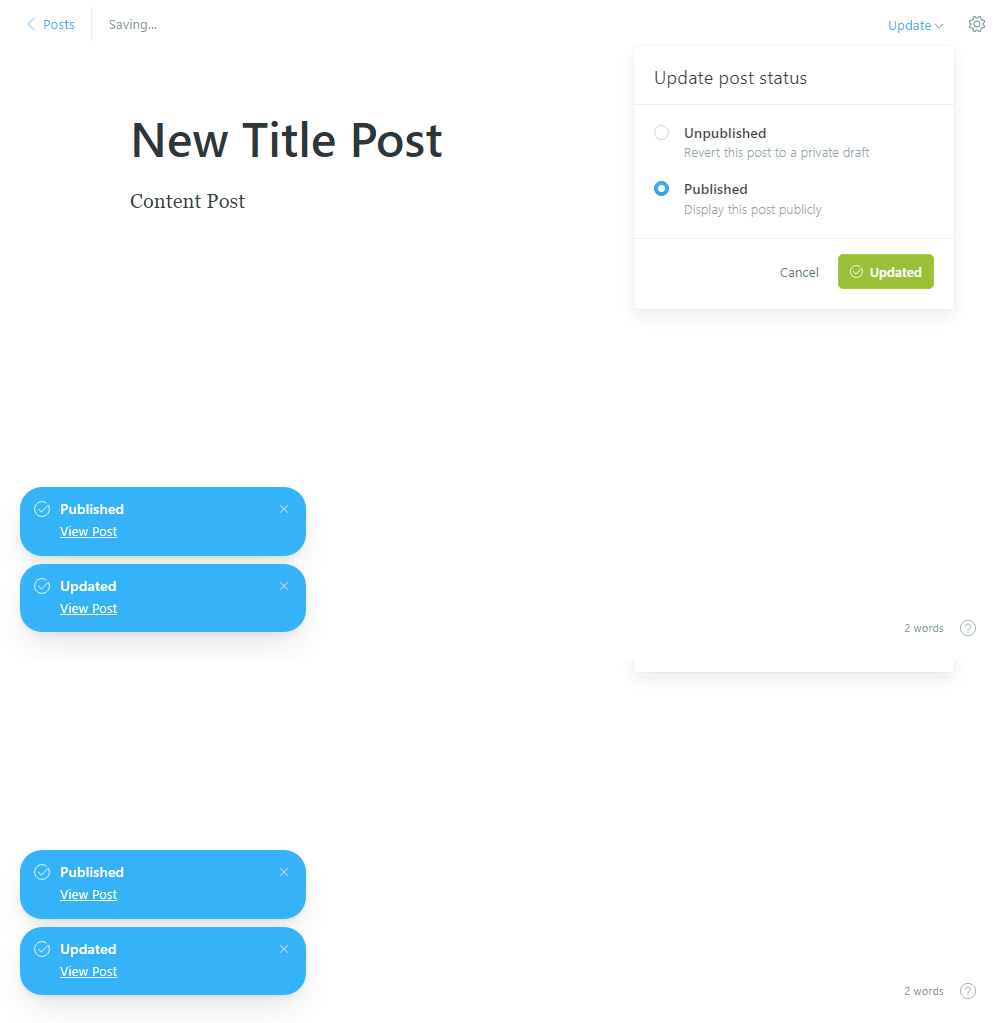 Posts
Saving...
Update
Update post status
New Title Post
Unpublished
Revert this post to a private draft
Content Post
Published
Display this post publicly
Cancel
Updated
Published
View Post
Updated
View Post
2 words
?
Published
View Post
Updated
View Post
2 words
?